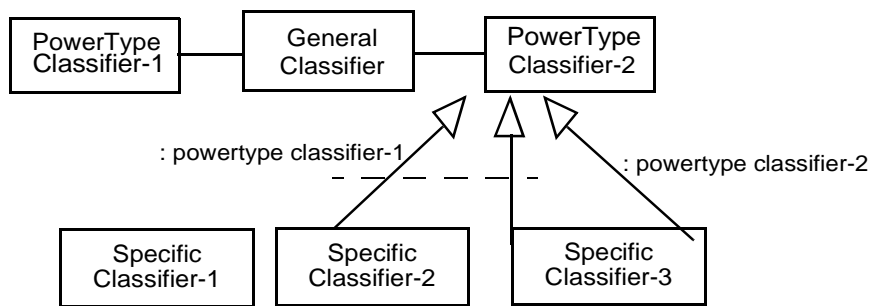 PowerType
Classifier-1
General
Classifier
PowerType
Classifier-2
: powertype classifier-1
: powertype classifier-2
Specific
Classifier-1
Specific
Classifier-2
Specific
Classifier-3